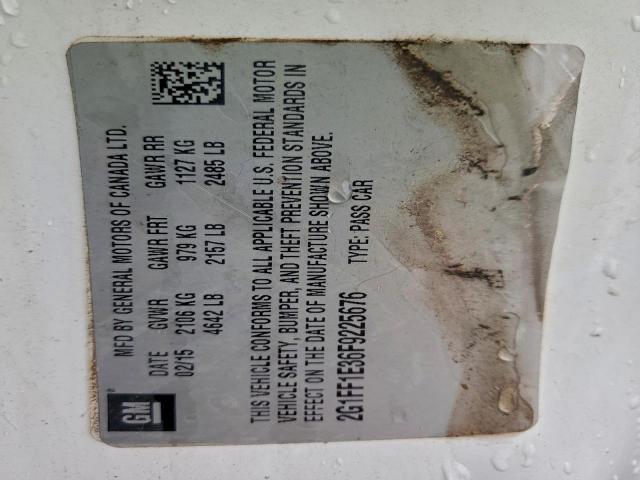 GM
MFD BY GENERAL MOTORS OF CANADA LTD.
DATE GVWR GAWR FRT GAWR RR
02/15 2106 KG 979 KG 1127 KG
4642 LB 2157 LB 2485 LB
THIS VEHICLE CONFORMS TO ALL APPLICABLE U.S. FEDERAL MOTOR
VEHICLE SAFETY, BUMPER, AND THEFT PREVENTION STANDARDS IN
EFFECT ON THE DATE OF MANUFACTURE SHOWN ABOVE.
2G1FF1E36F9225676 TYPE: PASS CAR